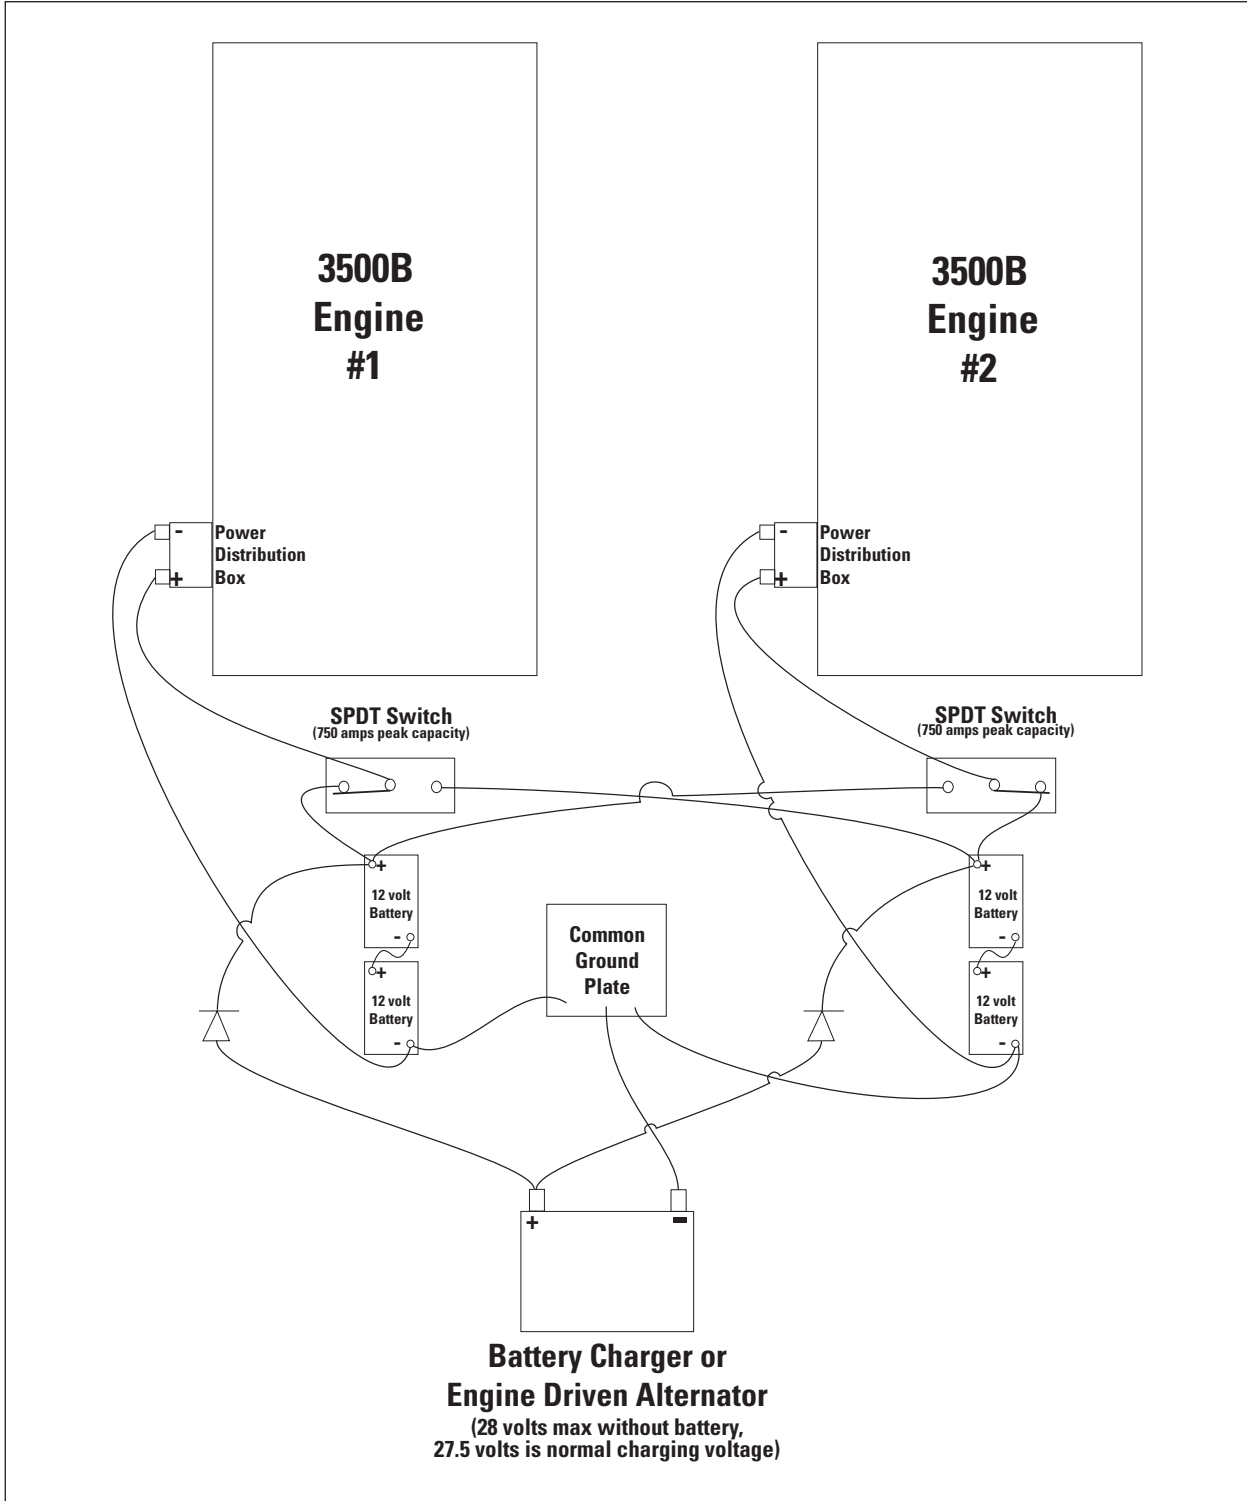 3500B
Engine
#1
3500B
Engine
#2
-
Power
Distribution
+
Box
-
Power
Distribution
+
Box
SPDT Switch
(750 amps peak capacity)
SPDT Switch
(750 amps peak capacity)
+
12 volt
Battery
-
+
12 volt
Battery
-
Common
Ground
Plate
+
12 volt
Battery
-
+
12 volt
Battery
-
+
-
Battery Charger or
Engine Driven Alternator
(28 volts max without battery,
27.5 volts is normal charging voltage)